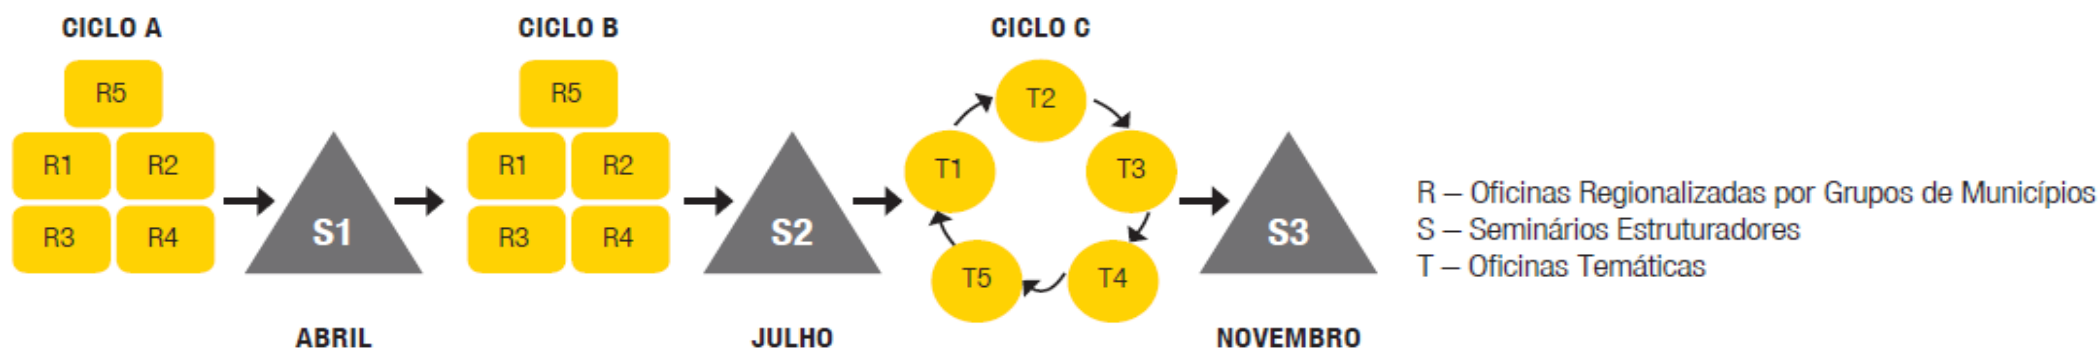 CICLO A
R5
R1 R2
R3 R4
S1
ABRIL
CICLO B
R5
R1 R2
R3 R4
S2
JULHO
CICLO C
T2
T1 T3
T5 T4
S3
NOVEMBRO
R – Oficinas Regionalizadas por Grupos de Municípios
S – Seminários Estruturadores
T – Oficinas Temáticas